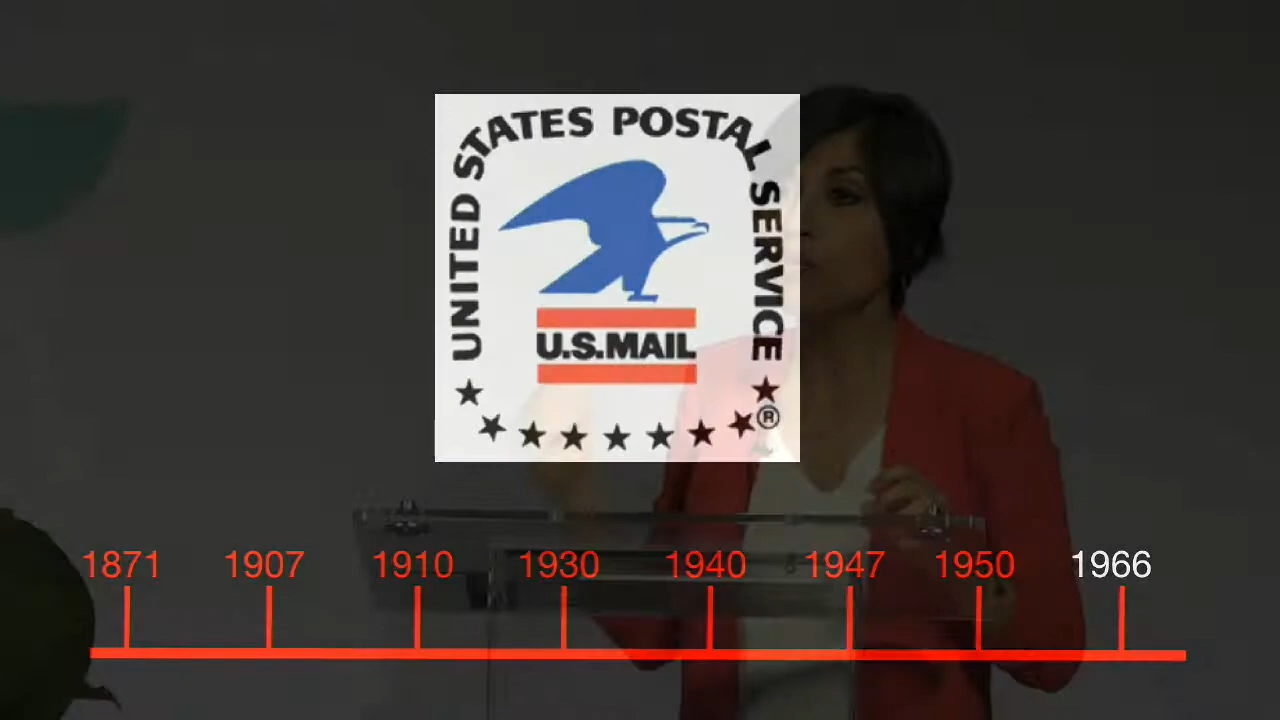 UNITED STATES POSTAL SERVICE
U.S.MAIL
®
1871 1907 1910 1930 1940 1947 1950 1966